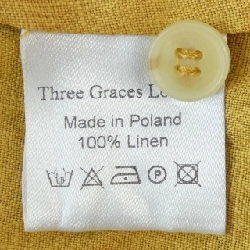 Three Graces
Made in Poland
100% Linen